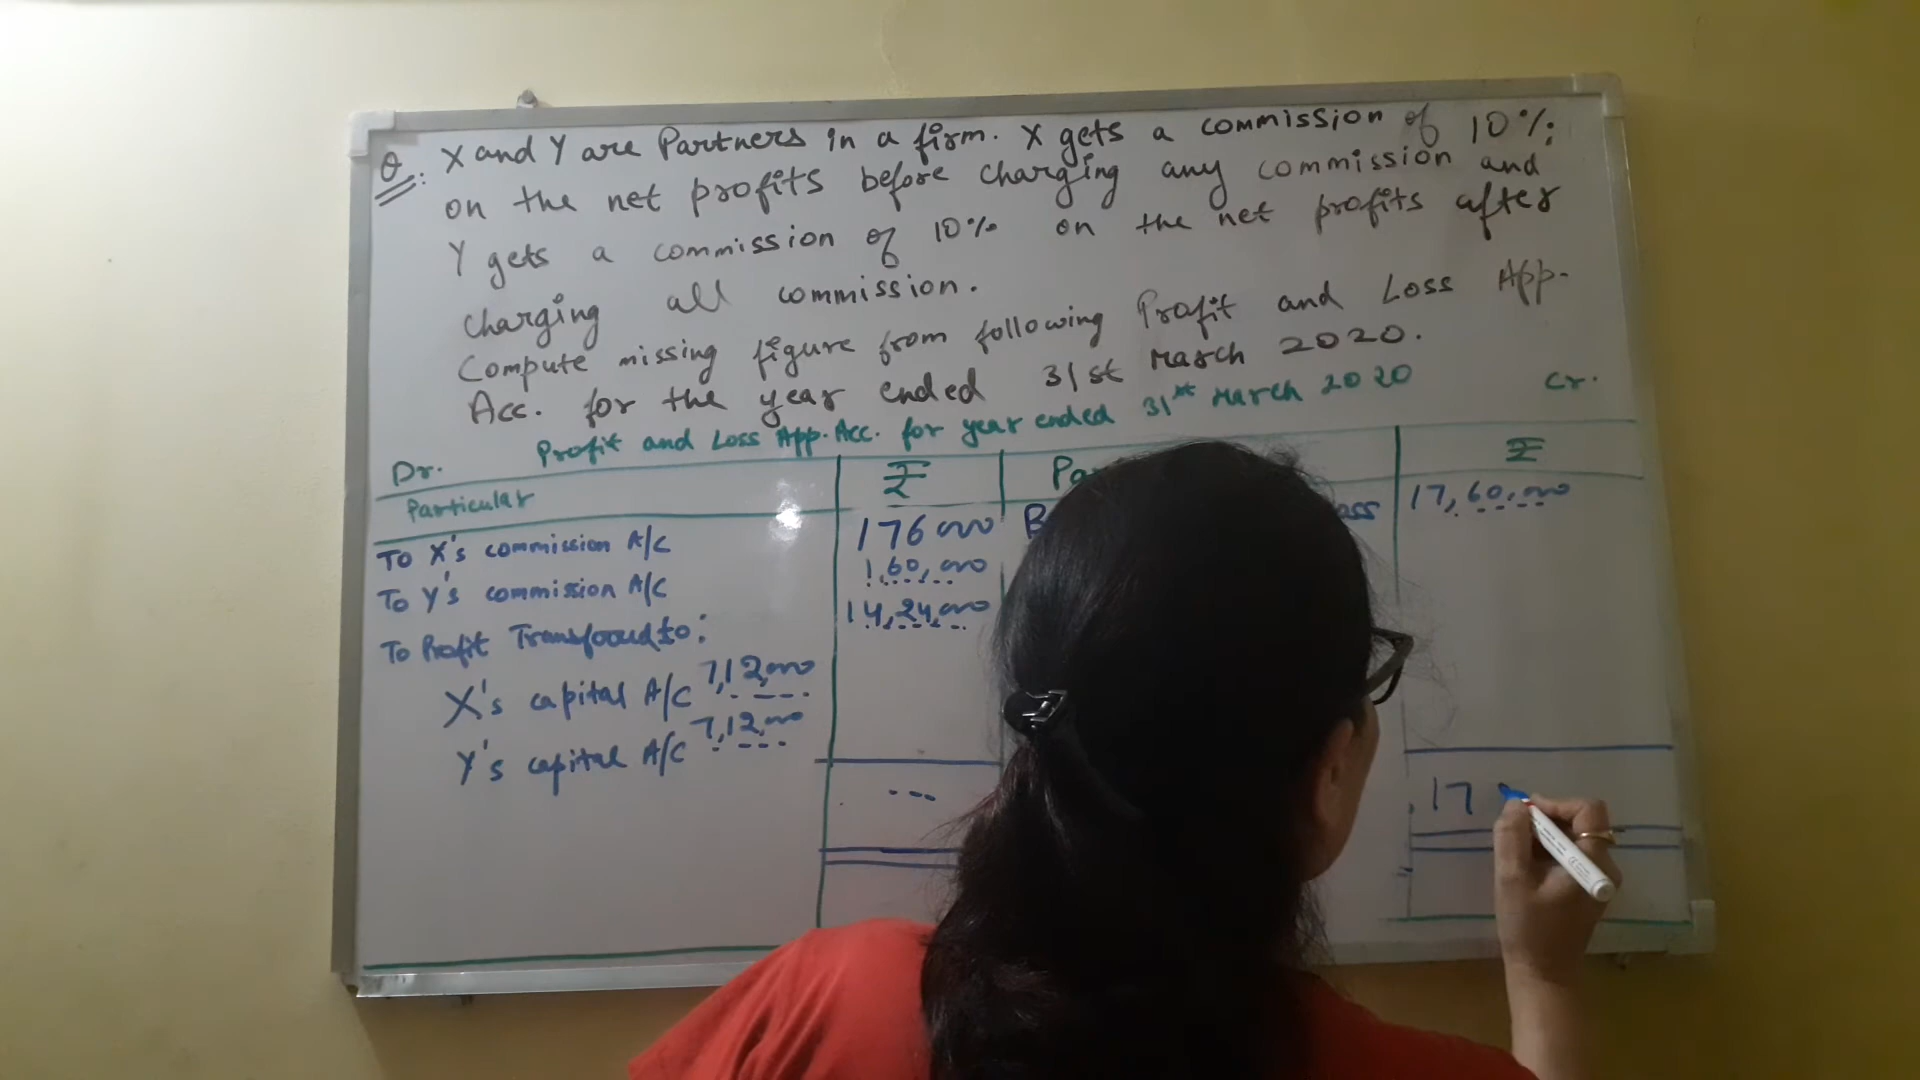 Q: X and Y are Partners in a firm. X gets a commission of 10%
on the net profits before charging any commission and
Y gets a commission of 10% on the net profits after
charging all commission.
Compute missing figure from following Profit and Loss App.
Acc. for the year ended 31st March 2020.
Profit and Loss App. Acc. for year ended 31st March 2020
Dr. Cr.
Particular ₹ ₹
To X's commission A/C 176000 17,60,000
To Y's commission A/C 1,60,000
To Profit Transfoored to: 14,24,000
X's capital A/C 7,12,000
Y's capital A/C 7,12,000
... 17